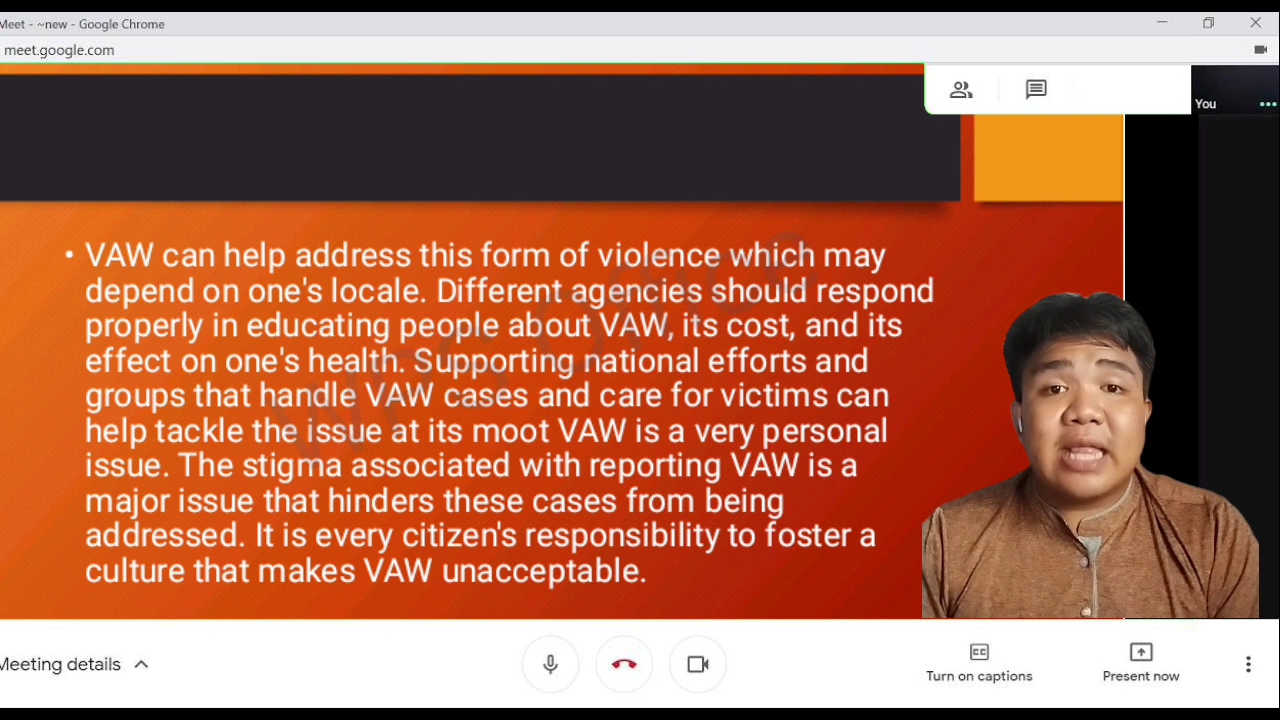 Meet - ~new - Google Chrome
meet.google.com
You
• VAW can help address this form of violence which may
depend on one's locale. Different agencies should respond
properly in educating people about VAW, its cost, and its
effect on one's health. Supporting national efforts and
groups that handle VAW cases and care for victims can
help tackle the issue at its moot VAW is a very personal
issue. The stigma associated with reporting VAW is a
major issue that hinders these cases from being
addressed. It is every citizen's responsibility to foster a
culture that makes VAW unacceptable.
Meeting details
CC
Turn on captions
Present now